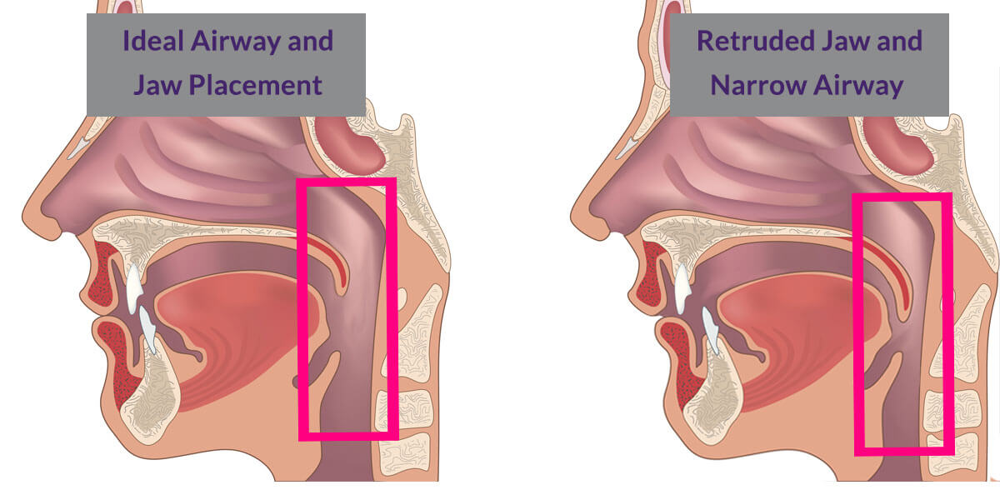 Ideal Airway and
Jaw Placement
Retruded Jaw and
Narrow Airway